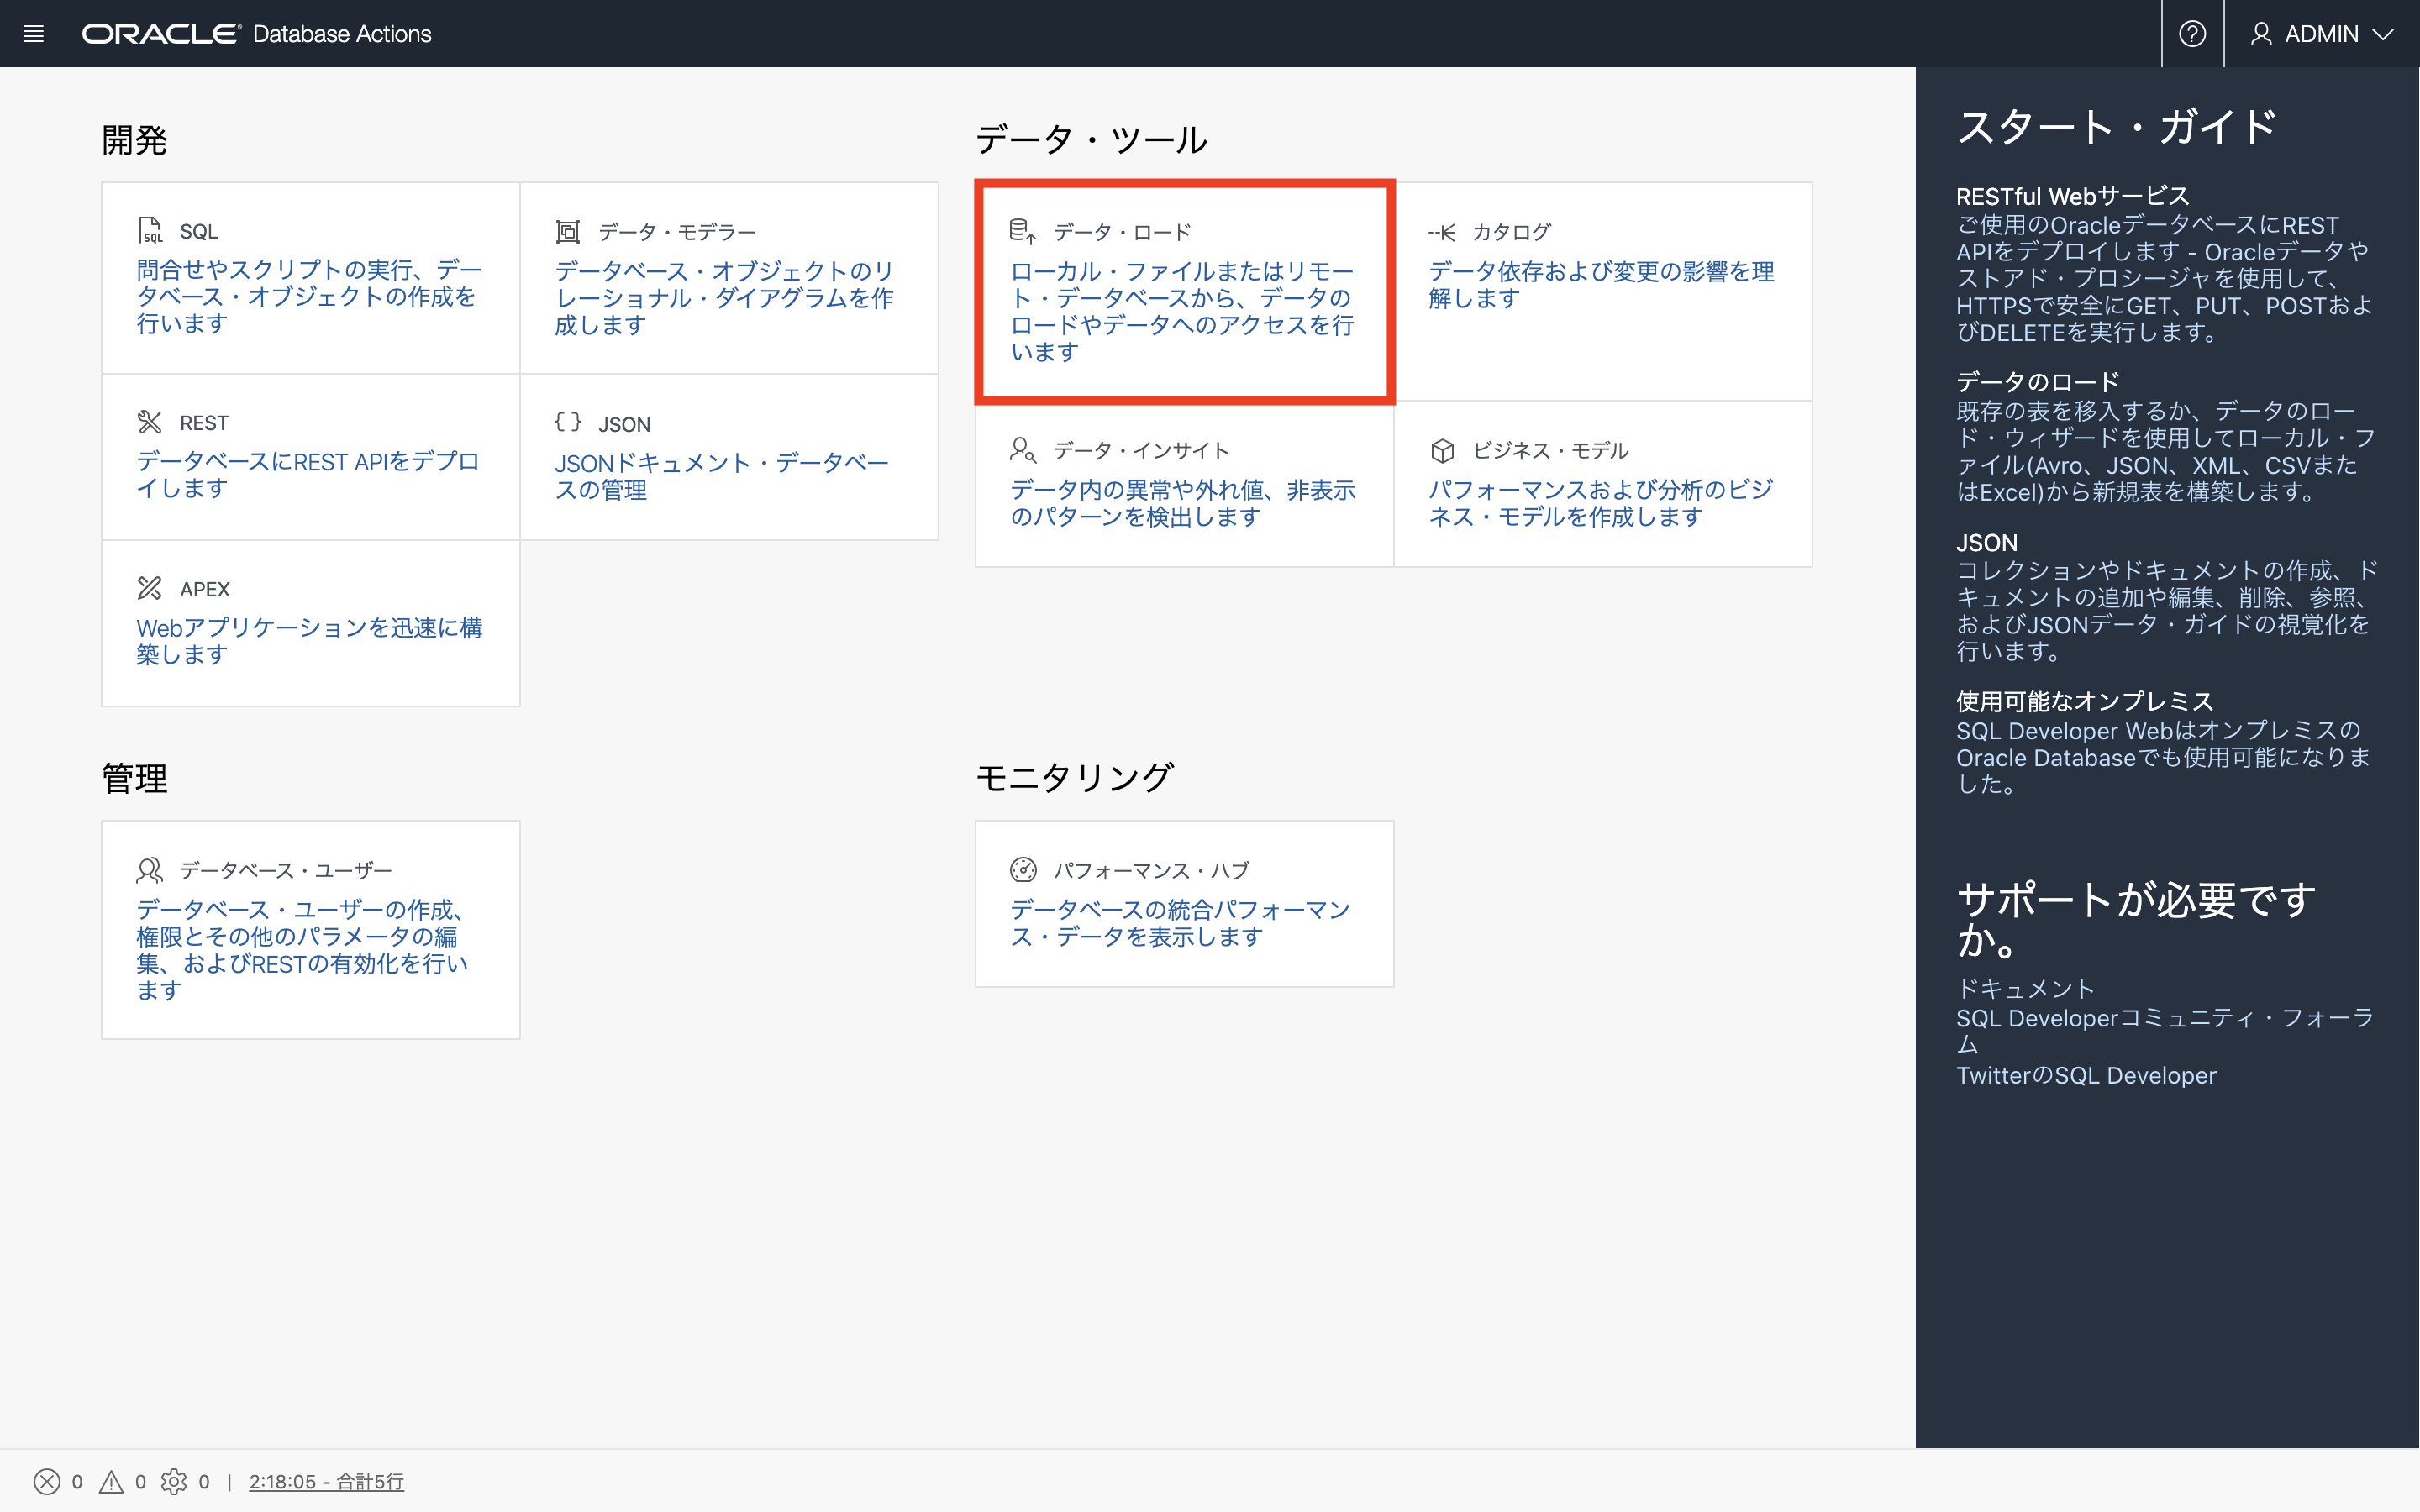 ORACLE Database Actions
ADMIN
開発
SQL
問合せやスクリプトの実行、デー
タベース・オブジェクトの作成を
行います
データ・モデラー
データベース・オブジェクトのリ
レーショナル・ダイアグラムを作
成します
REST
データベースにREST APIをデプロ
イします
JSON
JSONドキュメント・データベー
スの管理
APEX
Webアプリケーションを迅速に構
築します
データ・ツール
データ・ロード
ローカル・ファイルまたはリモー
ト・データベースから、データの
ロードやデータへのアクセスを行
います
カタログ
データ依存および変更の影響を理
解します
データ・インサイト
データ内の異常や外れ値、非表示
のパターンを検出します
ビジネス・モデル
パフォーマンスおよび分析のビジ
ネス・モデルを作成します
管理
データベース・ユーザー
データベース・ユーザーの作成、
権限とその他のパラメータの編
集、およびRESTの有効化を行い
ます
モニタリング
パフォーマンス・ハブ
データベースの統合パフォーマン
ス・データを表示します
スタート・ガイド
RESTful Webサービス
ご使用のOracleデータベースにREST
APIをデプロイします - Oracleデータや
ストアド・プロシージャを使用して、
HTTPSで安全にGET、PUT、POSTおよ
びDELETEを実行します。
データのロード
既存の表を移入するか、データのロー
ド・ウィザードを使用してローカル・フ
ァイル(Avro、JSON、XML、CSVまた
はExcel)から新規表を構築します。
JSON
コレクションやドキュメントの作成、ド
キュメントの追加や編集、削除、参照、
およびJSONデータ・ガイドの視覚化を
行います。
使用可能なオンプレミス
SQL Developer Webはオンプレミスの
Oracle Databaseでも使用可能になりま
した。
サポートが必要です
か。
ドキュメント
SQL Developerコミュニティ・フォーラ
ム
TwitterのSQL Developer
0 0 0 | 2:18:05 - 合計5行